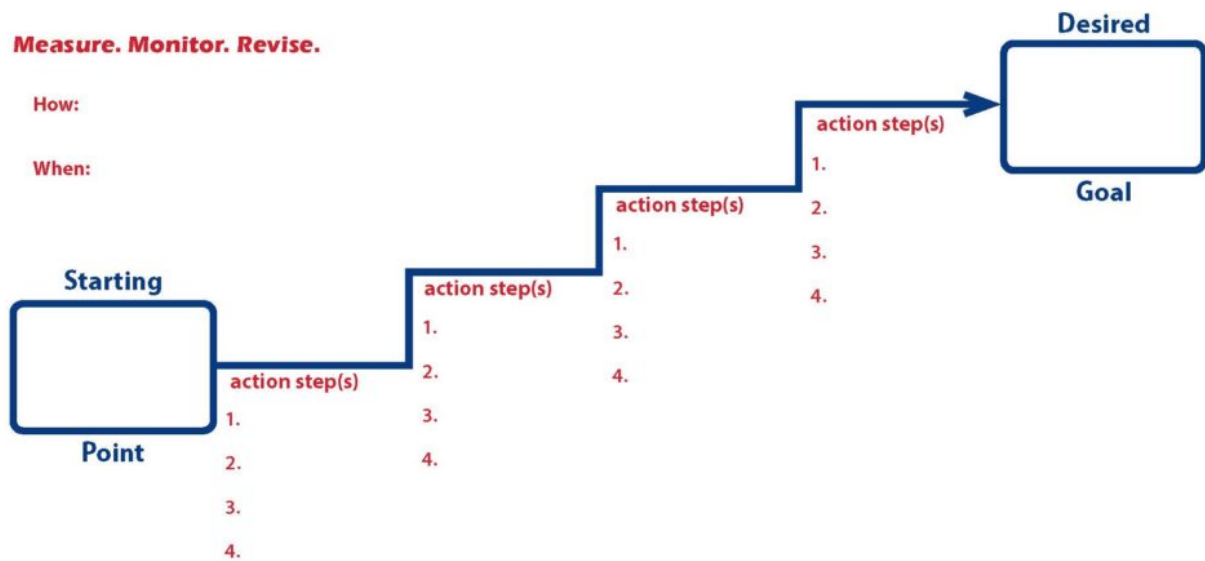 Measure. Monitor. Revise.
How:
When:
Starting
Point
action step(s)
1.
2.
3.
4.
action step(s)
1.
2.
3.
4.
action step(s)
1.
2.
3.
4.
action step(s)
1.
2.
3.
4.
Desired
Goal